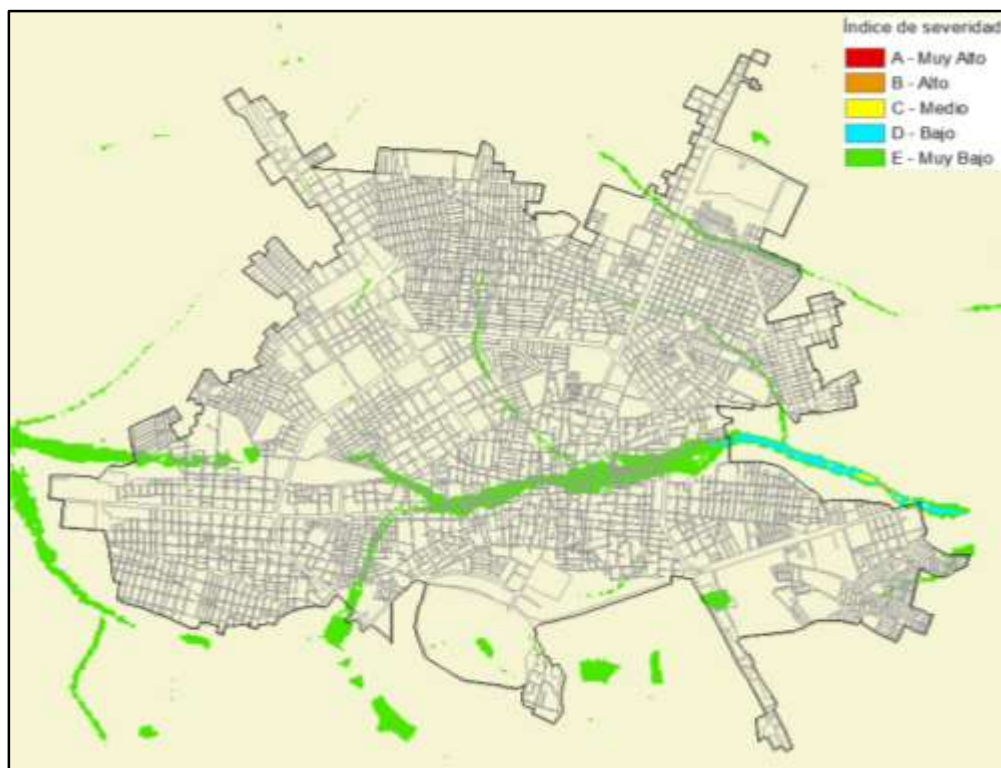 Índice de severidad
A - Muy Alto
B - Alto
C - Medio
D - Bajo
E - Muy Bajo